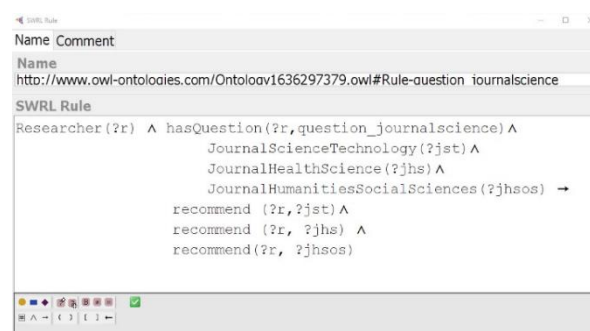 SWRL Rule
Name Comment
Name
http://www.owl-ontologies.com/Ontology1636297379.owl#Rule-question_journalscience
SWRL Rule
Researcher(?r) ∧ hasQuestion(?r,question_journalscience)∧
JournalScienceTechnology(?jst)∧
JournalHealthScience(?jhs)∧
JournalHumanitiesSocialSciences(?jhsos) →
recommend (?r,?jst)∧
recommend (?r, ?jhs) ∧
recommend(?r, ?jhsos)
∧ → ( ) [ ] ←